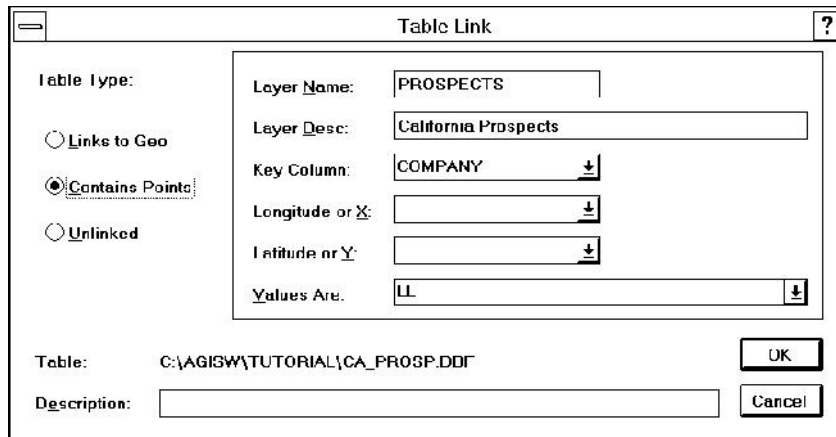 Table Link ?
Table Type:
Links to Geo
Contains Points
Unlinked
Layer Name: PROSPECTS
Layer Desc: California Prospects
Key Column: COMPANY
Longitude or X:
Latitude or Y:
Values Are: LL
Table: C:\AGISW\TUTORIAL\CA_PROSP.DBF
OK
Description:
Cancel